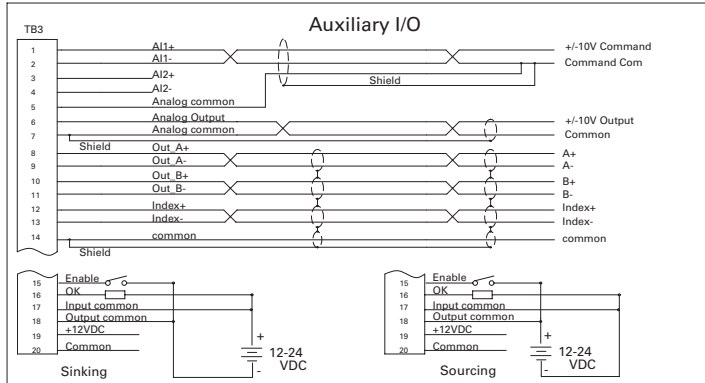 Auxiliary I/O
TB3
1 AI1+ +/-10V Command
2 AI1- Command Com
3 AI2+
4 AI2- Shield
5 Analog common
6 Analog Output +/-10V Output
7 Analog common Common
Shield
8 Out_A+ A+
9 Out_A- A-
10 Out_B+ B+
11 Out_B- B-
12 Index+ Index+
13 Index- Index-
14 common common
Shield
15 Enable
16 OK
17 Input common
18 Output common
19 +12VDC
20 Common
+
12-24
VDC
-
Sinking
15 Enable
16 OK
17 Input common
18 Output common
19 +12VDC
20 Common
+
12-24
VDC
-
Sourcing